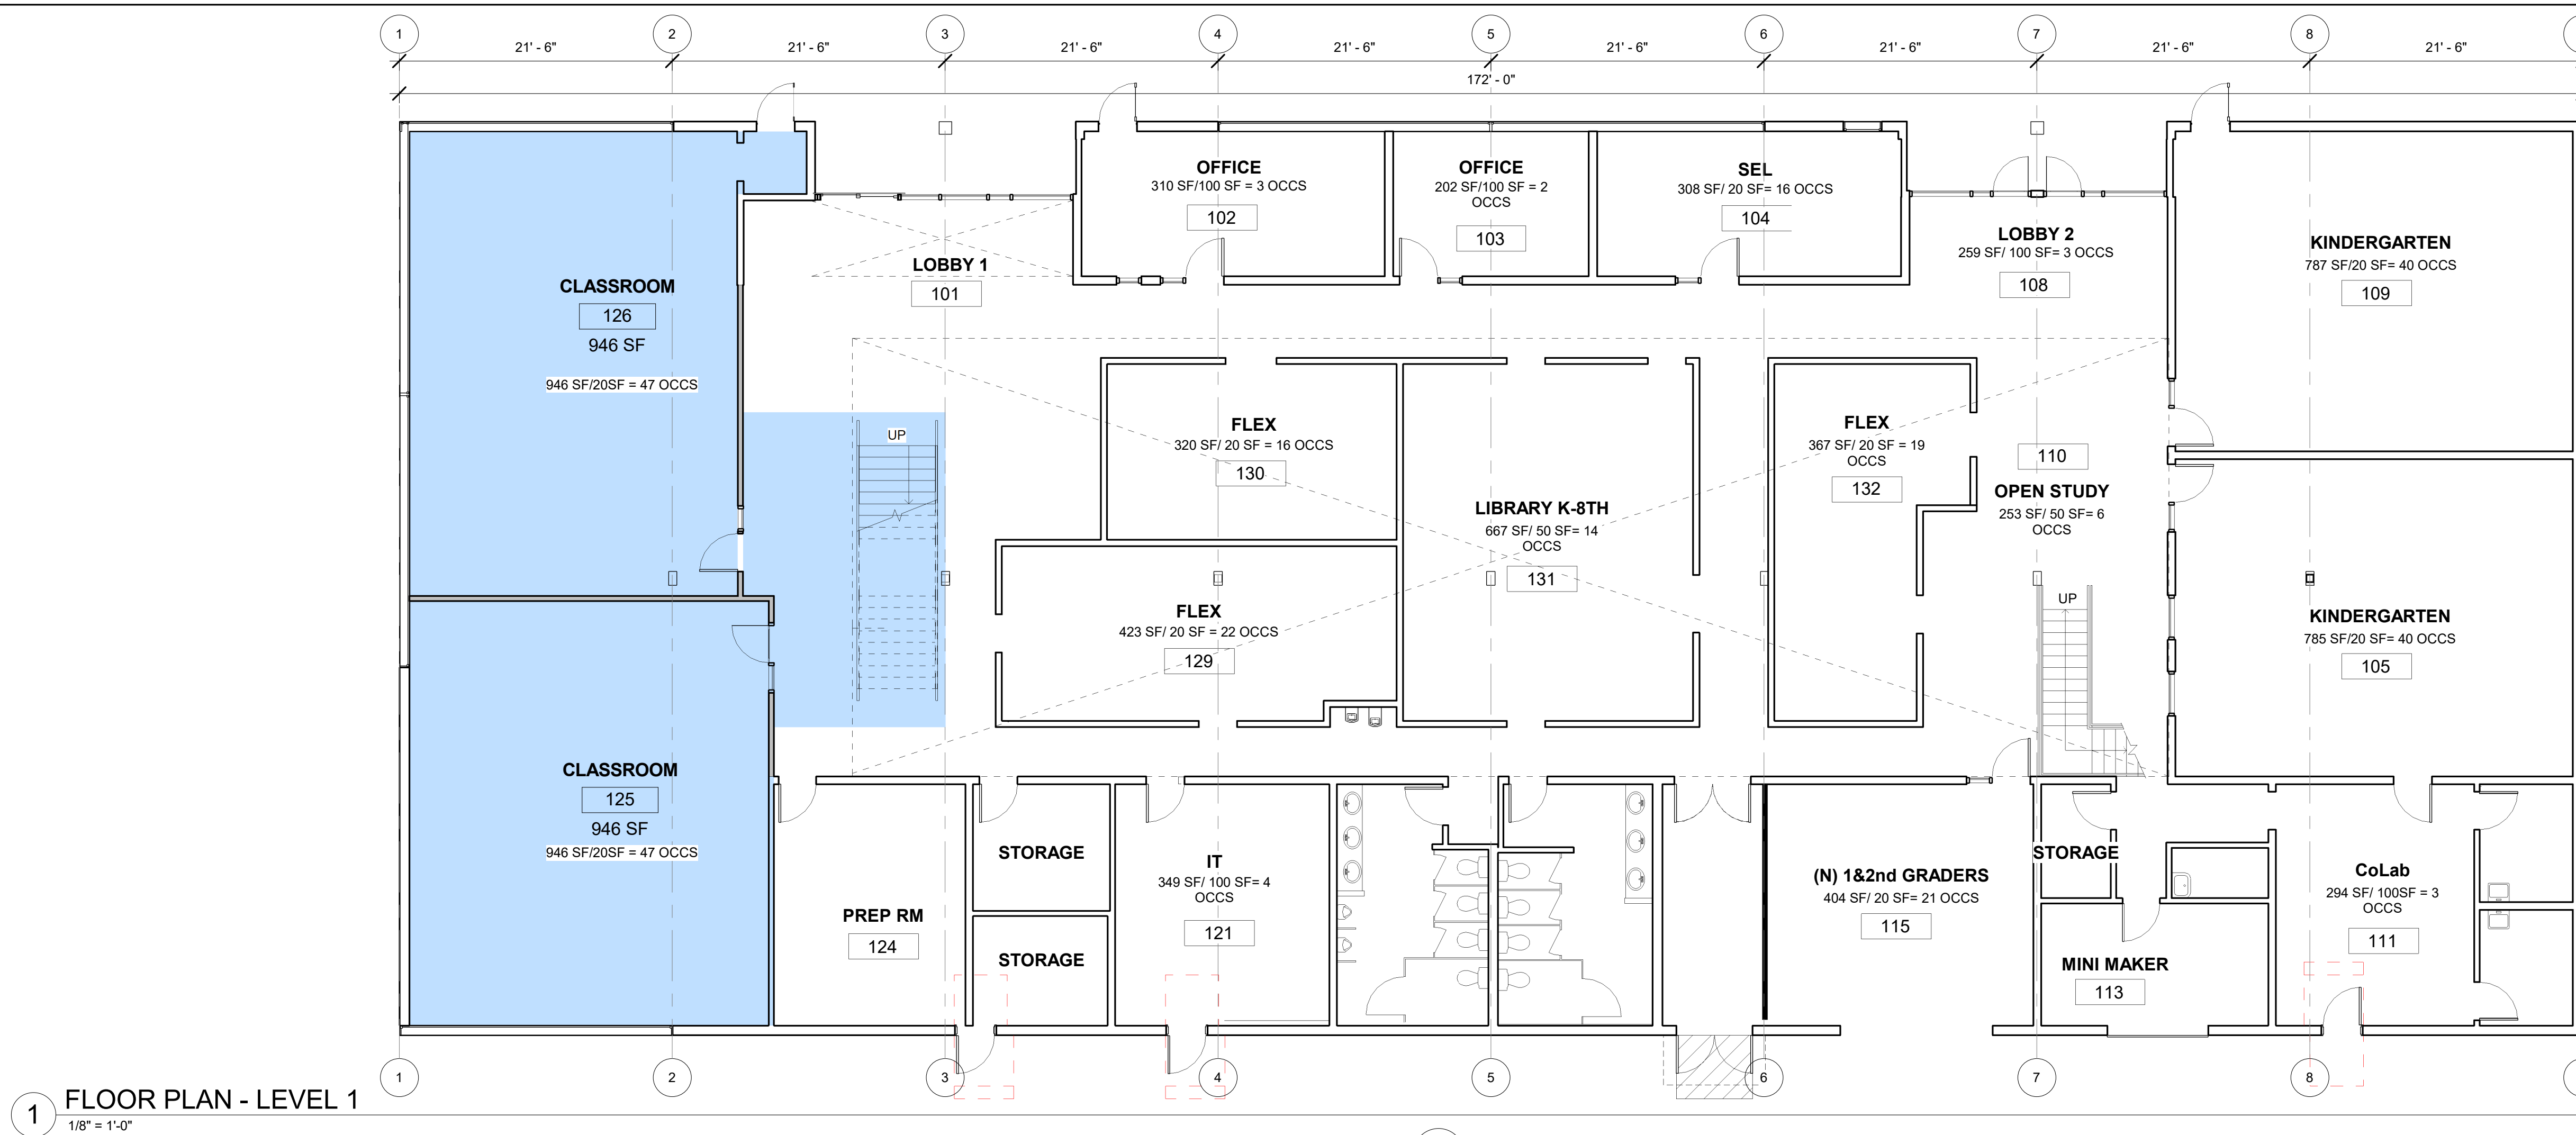 1 2 3 4 5 6 7 8
21' - 6" 21' - 6" 21' - 6" 21' - 6" 21' - 6" 21' - 6" 21' - 6" 21' - 6"
172' - 0"
CLASSROOM
126
946 SF
946 SF/20SF = 47 OCCS
LOBBY 1
101
UP
OFFICE
310 SF/100 SF = 3 OCCS
102
OFFICE
202 SF/100 SF = 2
OCCS
103
SEL
308 SF/ 20 SF= 16 OCCS
104
LOBBY 2
259 SF/ 100 SF= 3 OCCS
108
KINDERGARTEN
787 SF/20 SF= 40 OCCS
109
FLEX
320 SF/ 20 SF = 16 OCCS
130
FLEX
423 SF/ 20 SF = 22 OCCS
129
LIBRARY K-8TH
667 SF/ 50 SF= 14
OCCS
131
FLEX
367 SF/ 20 SF = 19
OCCS
132
110
OPEN STUDY
253 SF/ 50 SF= 6
OCCS
UP
KINDERGARTEN
785 SF/20 SF= 40 OCCS
105
CLASSROOM
125
946 SF
946 SF/20SF = 47 OCCS
PREP RM
124
STORAGE
STORAGE
IT
349 SF/ 100 SF= 4
OCCS
121
(N) 1&2nd GRADERS
404 SF/ 20 SF= 21 OCCS
115
STORAGE
MINI MAKER
113
CoLab
294 SF/ 100SF = 3
OCCS
111
1 2 3 4 5 6 7 8
1 FLOOR PLAN - LEVEL 1
1/8" = 1'-0"